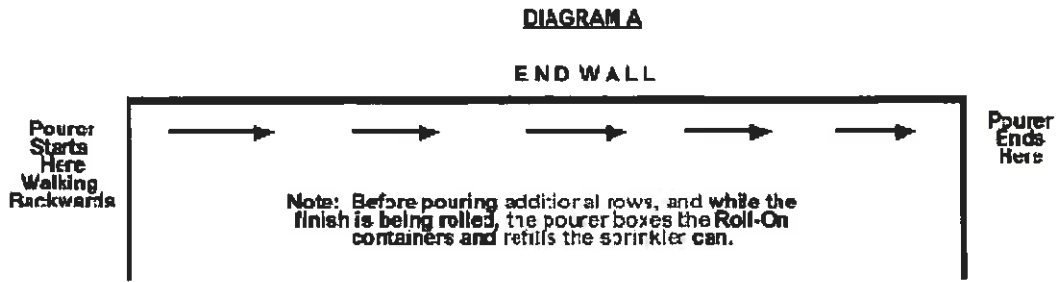 DIAGRAM A
END WALL
Pourer
Starts
Here
Walking
Backwards
Pourer
Ends
Here
Note: Before pouring additional rows, and while the
finish is being rolled, the pourer boxes the Roll-On
containers and refills the sprinkler can.